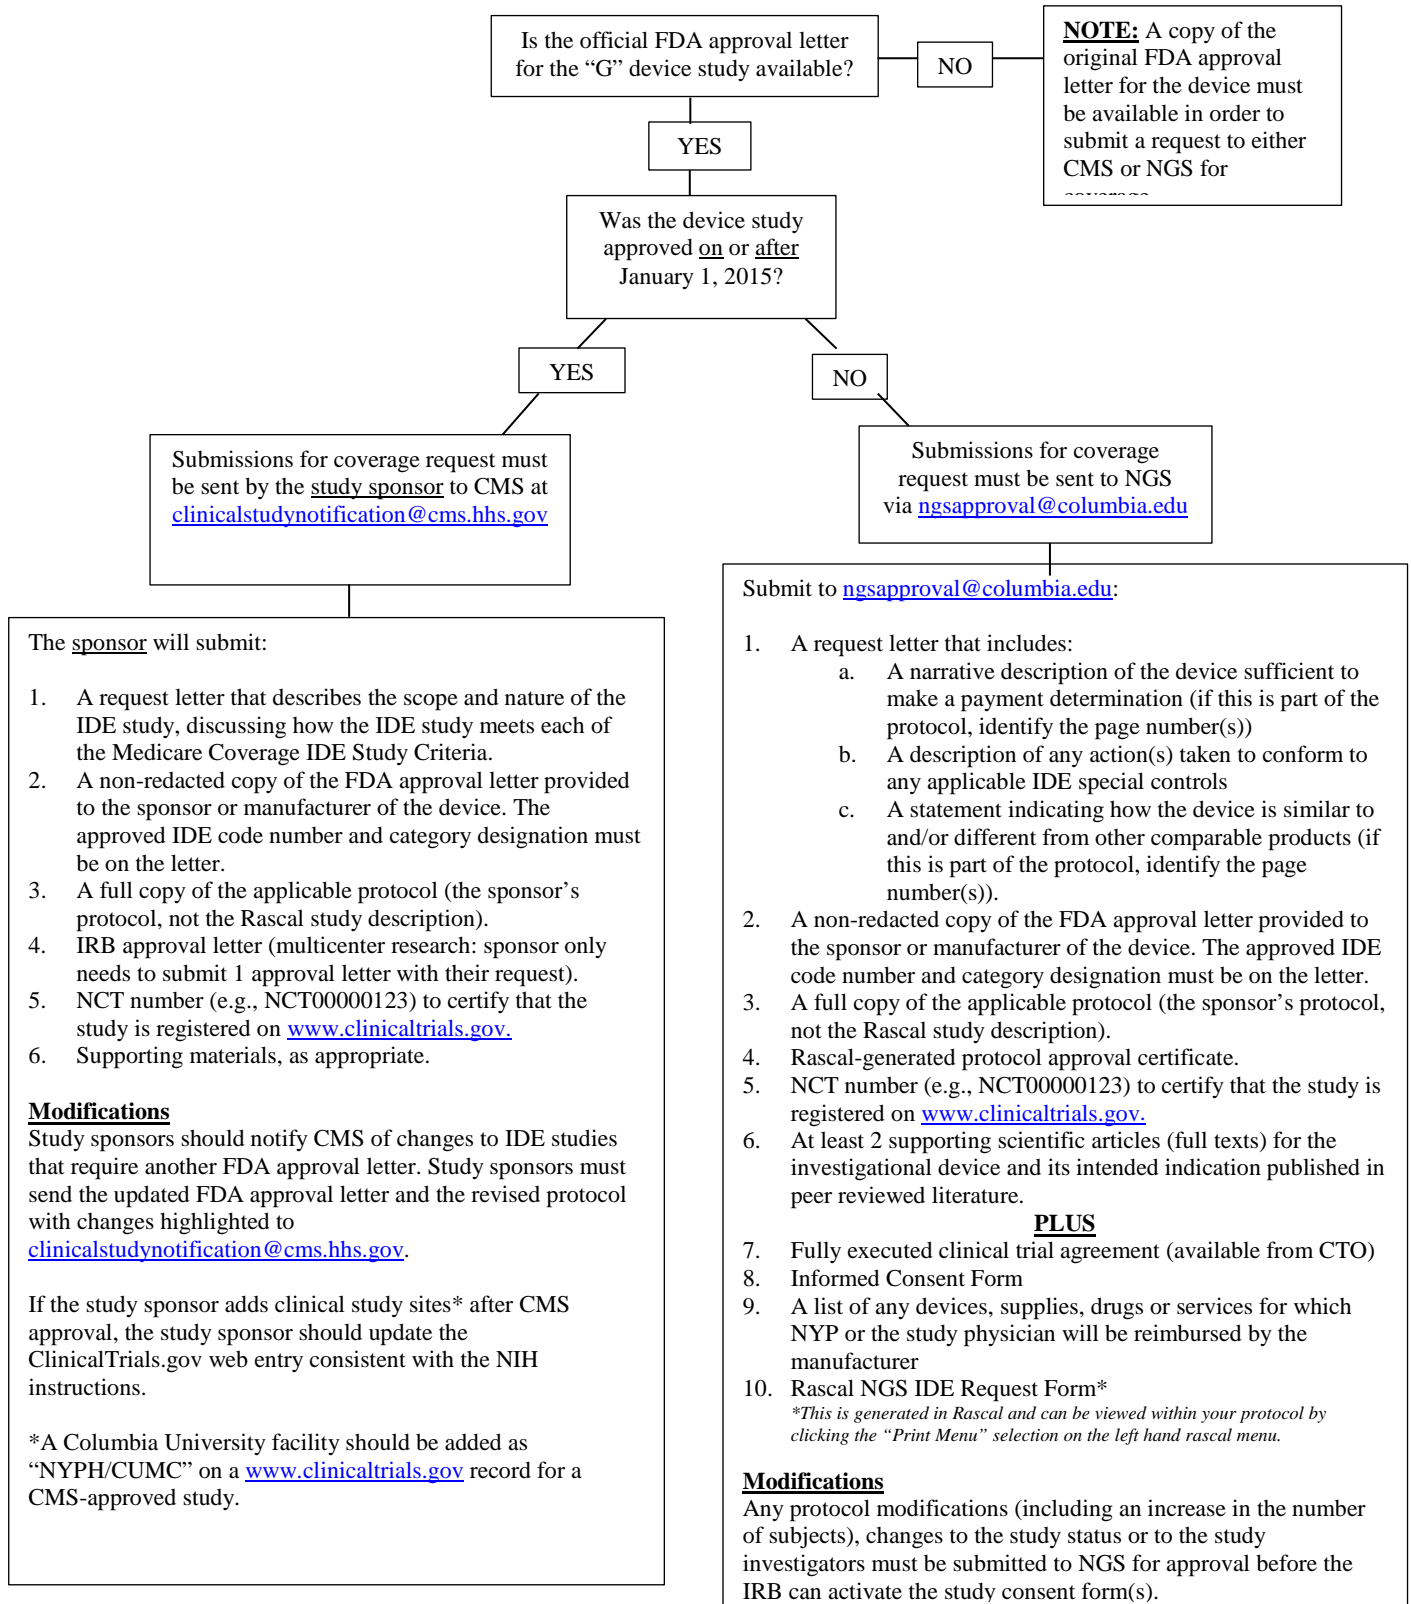 Is the official FDA approval letter
for the “G” device study available?
NO
NOTE: A copy of the
original FDA approval
letter for the device must
be available in order to
submit a request to either
CMS or NGS for
YES
Was the device study
approved on or after
January 1, 2015?
YES
NO
Submissions for coverage request must
be sent by the study sponsor to CMS at
clinicalstudynotification@cms.hhs.gov
Submissions for coverage
request must be sent to NGS
via ngsapproval@columbia.edu
The sponsor will submit:
1. A request letter that describes the scope and nature of the
IDE study, discussing how the IDE study meets each of
the Medicare Coverage IDE Study Criteria.
2. A non-redacted copy of the FDA approval letter provided
to the sponsor or manufacturer of the device. The
approved IDE code number and category designation must
be on the letter.
3. A full copy of the applicable protocol (the sponsor’s
protocol, not the Rascal study description).
4. IRB approval letter (multicenter research: sponsor only
needs to submit 1 approval letter with their request).
5. NCT number (e.g., NCT00000123) to certify that the
study is registered on www.clinicaltrials.gov.
6. Supporting materials, as appropriate.
Modifications
Study sponsors should notify CMS of changes to IDE studies
that require another FDA approval letter. Study sponsors must
send the updated FDA approval letter and the revised protocol
with changes highlighted to
clinicalstudynotification@cms.hhs.gov.
If the study sponsor adds clinical study sites* after CMS
approval, the study sponsor should update the
ClinicalTrials.gov web entry consistent with the NIH
instructions.
*A Columbia University facility should be added as
“NYPH/CUMC” on a www.clinicaltrials.gov record for a
CMS-approved study.
Submit to ngsapproval@columbia.edu:
1. A request letter that includes:
a. A narrative description of the device sufficient to
make a payment determination (if this is part of the
protocol, identify the page number(s))
b. A description of any action(s) taken to conform to
any applicable IDE special controls
c. A statement indicating how the device is similar to
and/or different from other comparable products (if
this is part of the protocol, identify the page
number(s)).
2. A non-redacted copy of the FDA approval letter provided to
the sponsor or manufacturer of the device. The approved IDE
code number and category designation must be on the letter.
3. A full copy of the applicable protocol (the sponsor’s protocol,
not the Rascal study description).
4. Rascal-generated protocol approval certificate.
5. NCT number (e.g., NCT00000123) to certify that the study is
registered on www.clinicaltrials.gov.
6. At least 2 supporting scientific articles (full texts) for the
investigational device and its intended indication published in
peer reviewed literature.
PLUS
7. Fully executed clinical trial agreement (available from CTO)
8. Informed Consent Form
9. A list of any devices, supplies, drugs or services for which
NYP or the study physician will be reimbursed by the
manufacturer
10. Rascal NGS IDE Request Form*
*This is generated in Rascal and can be viewed within your protocol by
clicking the “Print Menu” selection on the left hand rascal menu.
Modifications
Any protocol modifications (including an increase in the number
of subjects), changes to the study status or to the study
investigators must be submitted to NGS for approval before the
IRB can activate the study consent form(s).